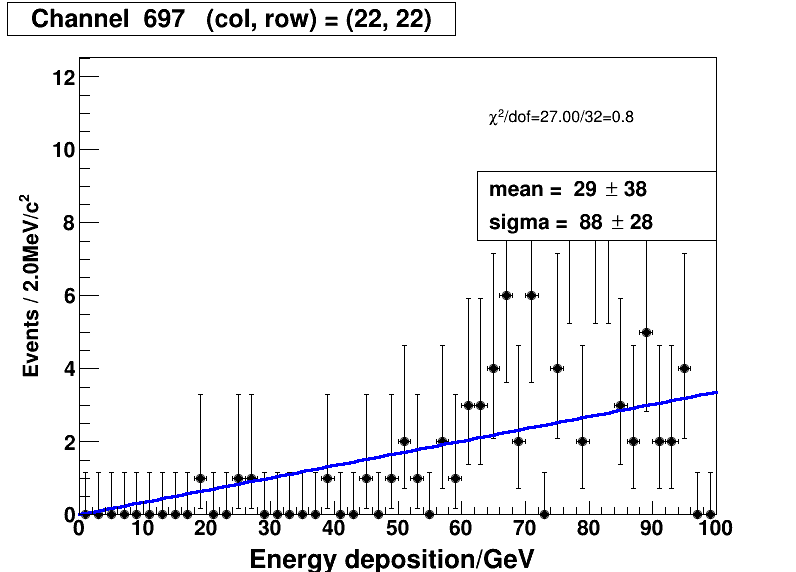 Channel 697 (col, row) = (22, 22)
χ²/dof=27.00/32=0.8
mean = 29 ± 38
sigma = 88 ± 28
Events / 2.0MeV/c²
12
10
8
6
4
2
0
0 10 20 30 40 50 60 70 80 90 100
Energy deposition/GeV